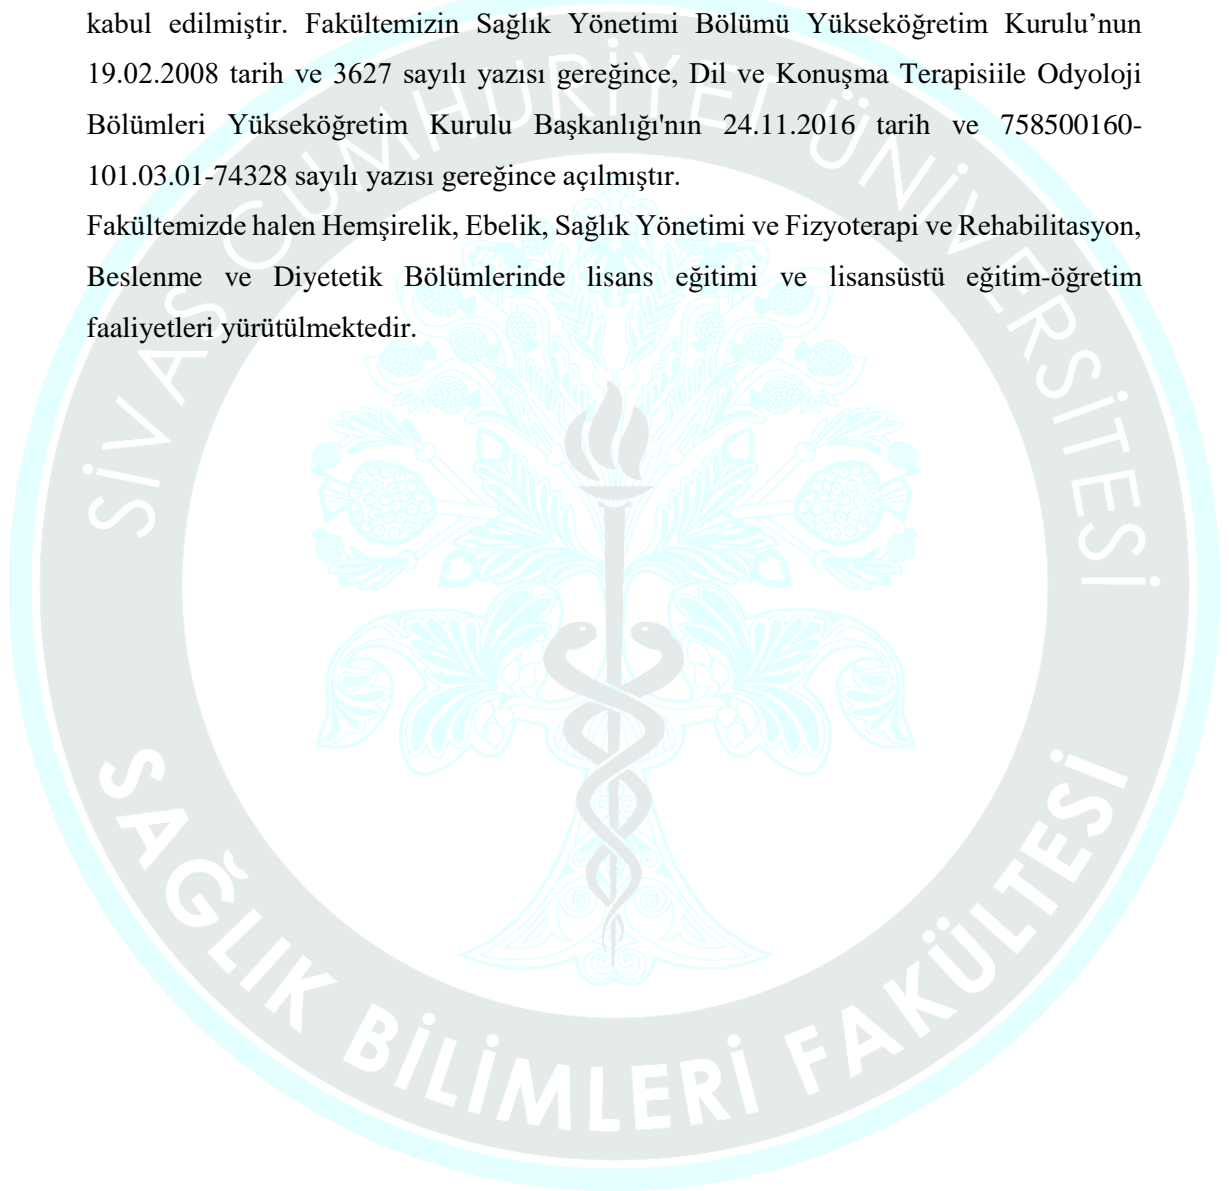 kabul edilmiştir. Fakültemizin Sağlık Yönetimi Bölümü Yükseköğretim Kurulu’nun
19.02.2008 tarih ve 3627 sayılı yazısı gereğince, Dil ve Konuşma Terapisiile Odyoloji
Bölümleri Yükseköğretim Kurulu Başkanlığı'nın 24.11.2016 tarih ve 758500160-
101.03.01-74328 sayılı yazısı gereğince açılmıştır.
Fakültemizde halen Hemşirelik, Ebelik, Sağlık Yönetimi ve Fizyoterapi ve Rehabilitasyon,
Beslenme ve Diyetetik Bölümlerinde lisans eğitimi ve lisansüstü eğitim-öğretim
faaliyetleri yürütülmektedir.
SİVAS CUMHURİYET ÜNİVERSİTESİ
SAĞLIK BİLİMLERİ FAKÜLTESİ